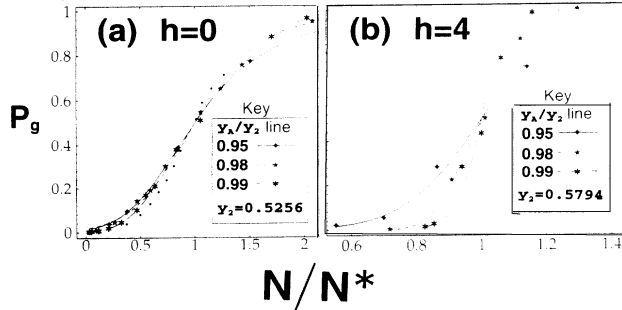 (a) h=0
(b) h=4
1
0.8
0.6
0.4
0.2
0
P_g
Key
y_A/y_2 line
0.95
0.98
0.99
y_2=0.5256
Key
y_A/y_2 line
0.95
0.98
0.99
y_2=0.5794
0 0.5 1 1.5 2
0.6 0.8 1 1.2 1.4
N/N*